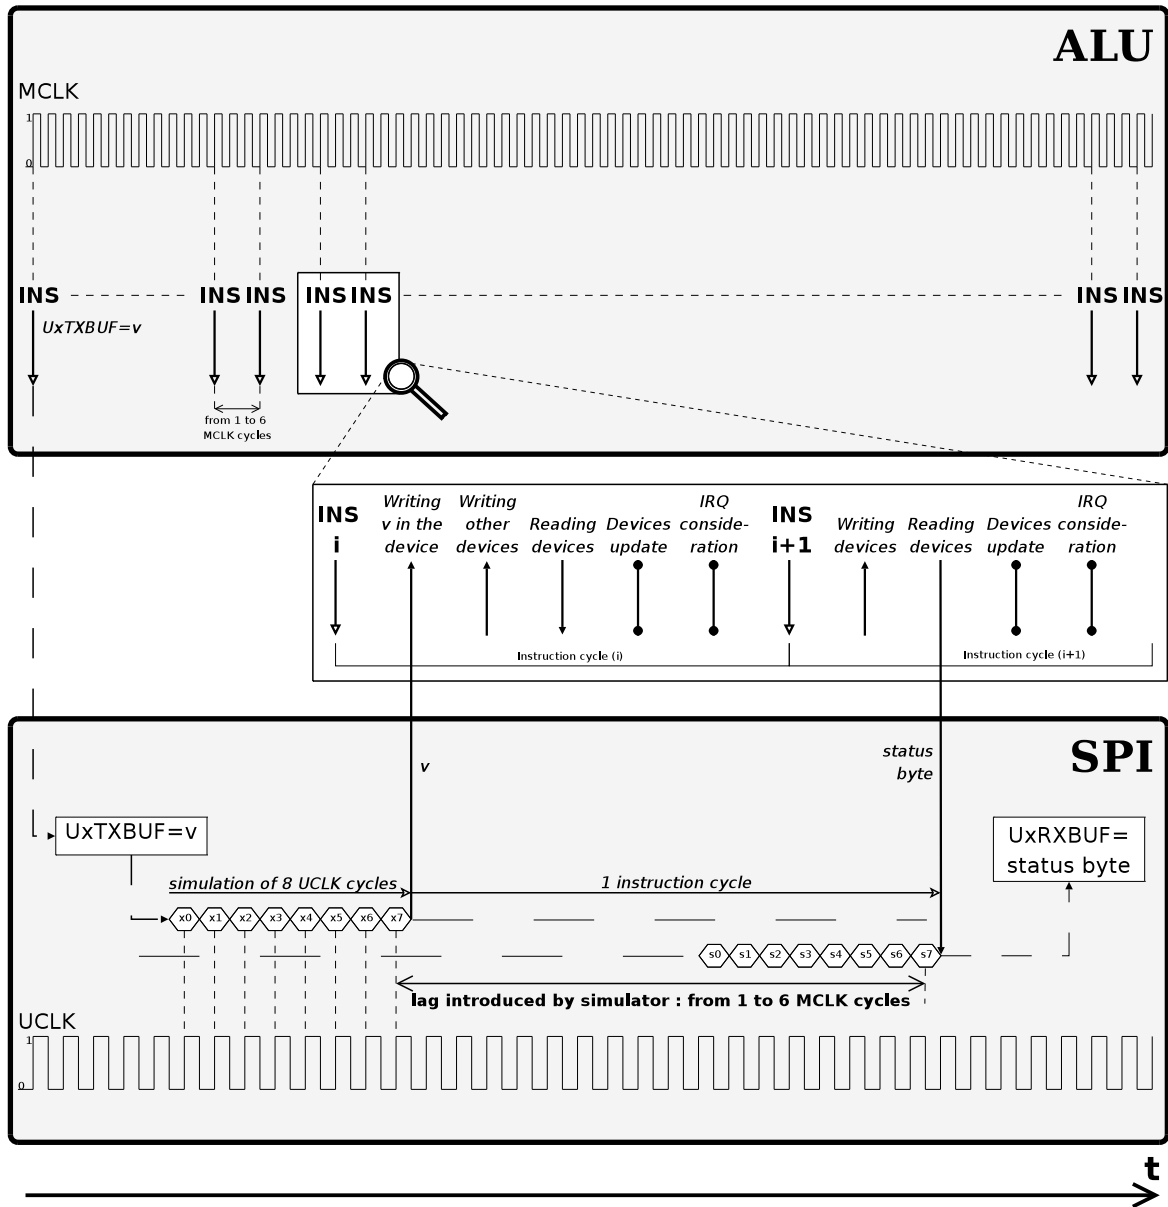 ALU
MCLK
1
0
INS INS INS INS INS INS INS
UxTXBUF=v
from 1 to 6
MCLK cycles
INS
i
Writing
v in the
device
Writing
other
devices
Reading
devices
Devices
update
IRQ
conside-
ration
INS
i+1
Writing
devices
Reading
devices
Devices
update
IRQ
conside-
ration
Instruction cycle (i)
Instruction cycle (i+1)
SPI
v
status
byte
UxTXBUF=v
UxRXBUF=
status byte
simulation of 8 UCLK cycles
1 instruction cycle
x0 x1 x2 x3 x4 x5 x6 x7
s0 s1 s2 s3 s4 s5 s6 s7
lag introduced by simulator : from 1 to 6 MCLK cycles
UCLK
1
0
t